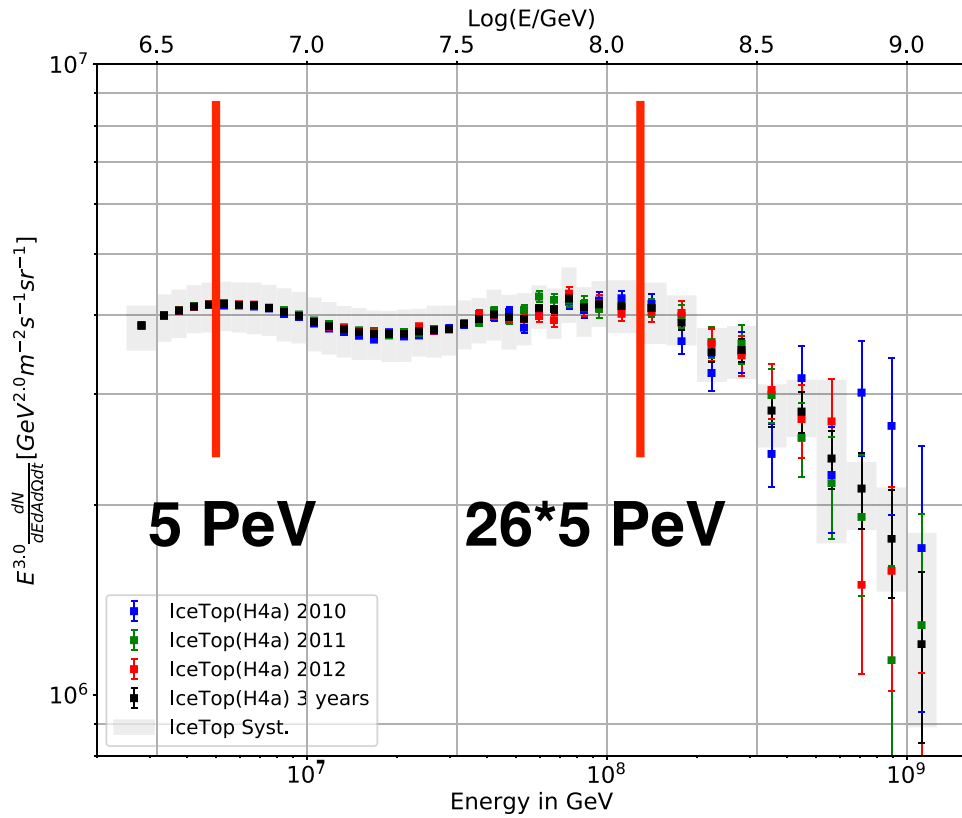 Log(E/GeV)
6.5 7.0 7.5 8.0 8.5 9.0
10^7
10^6
E^{3.0} \frac{dN}{dEdAdΩdt} [GeV^{2.0}m^{-2}s^{-1}sr^{-1}]
5 PeV
26*5 PeV
IceTop(H4a) 2010
IceTop(H4a) 2011
IceTop(H4a) 2012
IceTop(H4a) 3 years
IceTop Syst.
10^7 10^8 10^9
Energy in GeV